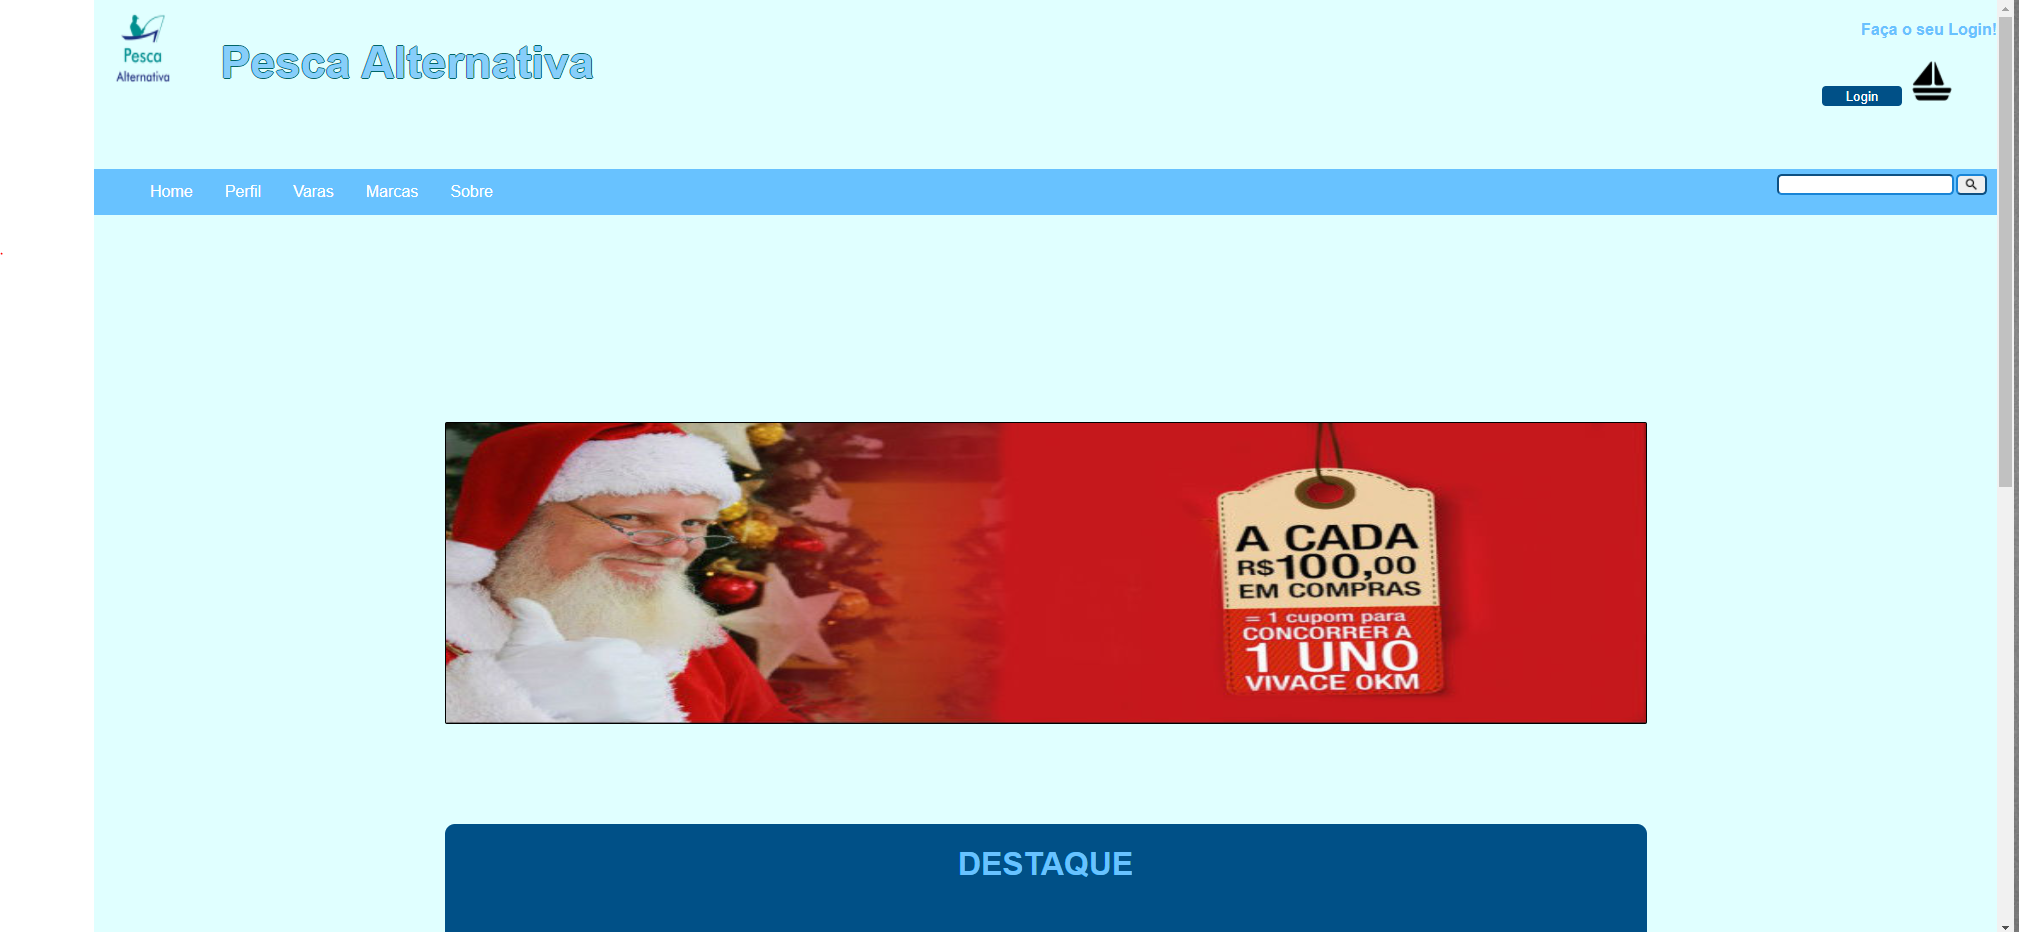 Pesca
Alternativa
Pesca Alternativa
Faça o seu Login!
Login
Home
Perfil
Varas
Marcas
Sobre
A CADA
R$100,00
EM COMPRAS
= 1 cupom para
CONCORRER A
1 UNO
VIVACE 0KM
DESTAQUE